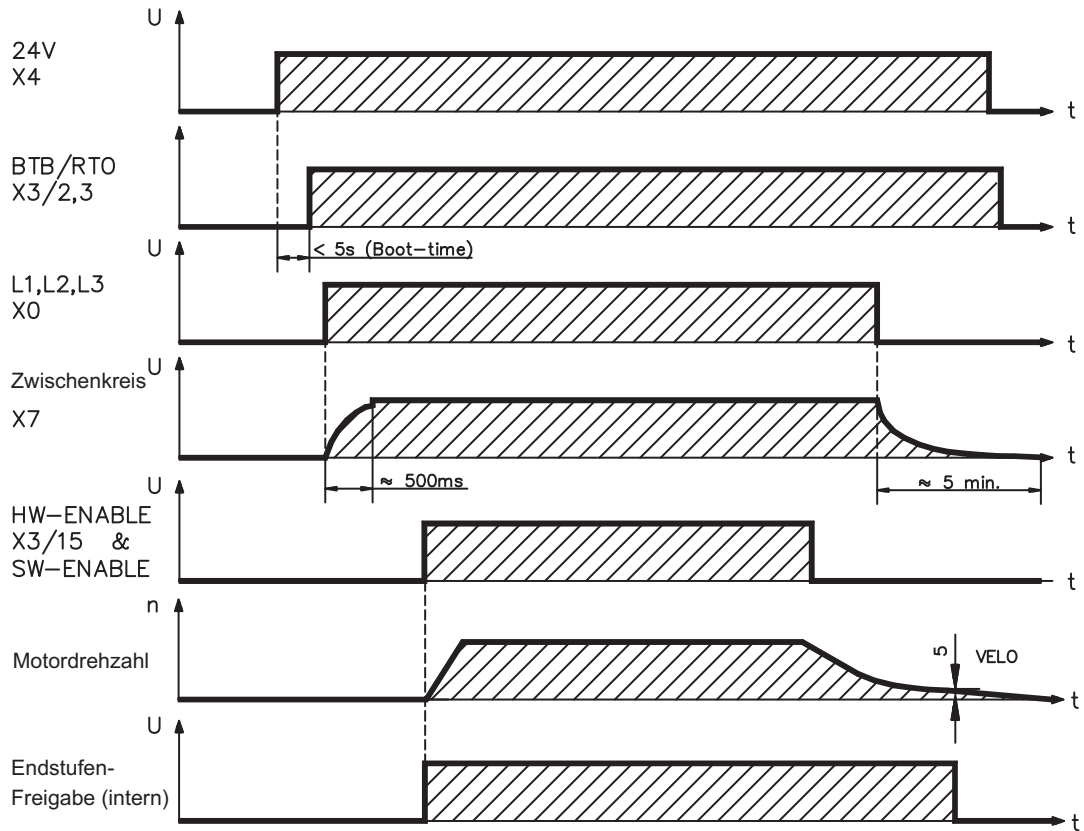 U
24V
X4
t
BTB/RTO
X3/2,3
t
< 5s (Boot-time)
U
L1,L2,L3
X0
t
U
Zwischenkreis
X7
t
≈ 500ms
≈ 5 min.
U
HW-ENABLE
X3/15 &
SW-ENABLE
t
n
Motordrehzahl
5
VELO
t
U
Endstufen-
Freigabe (intern)
t